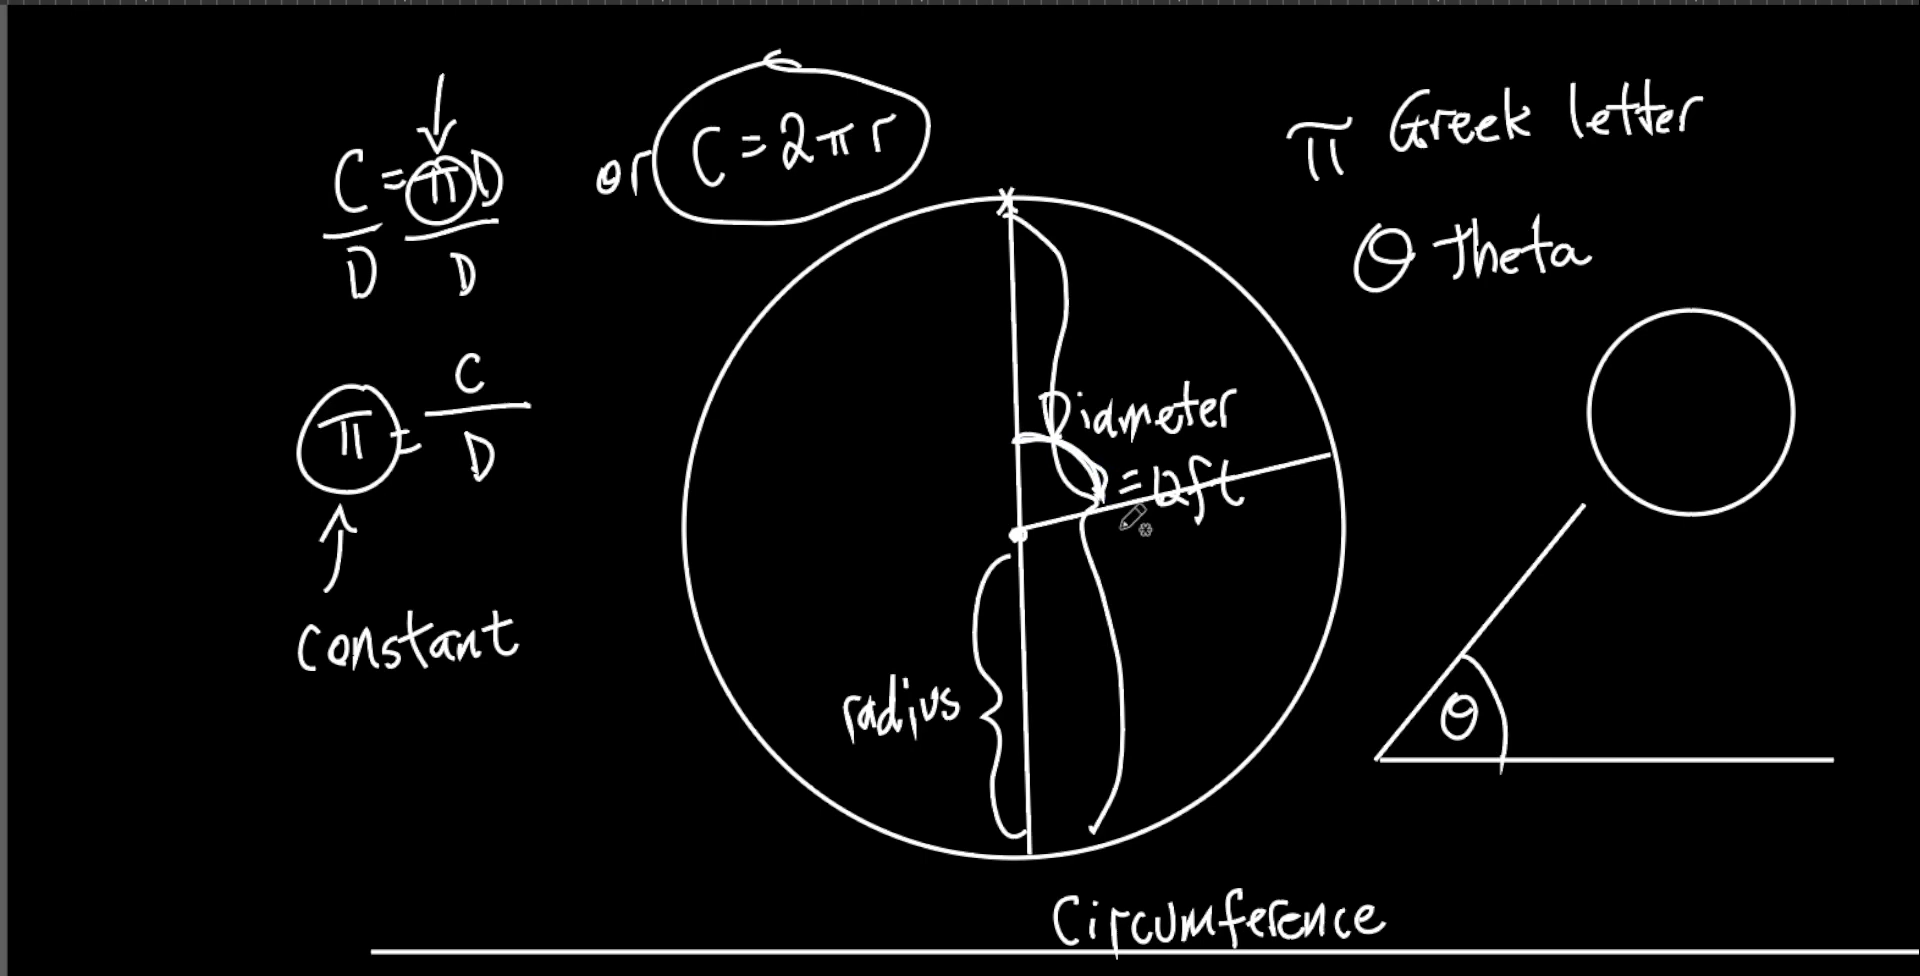 C = πD
D D
or C = 2πr
π Greek letter
θ Theta
π = C
D
constant
Diameter
= 12ft
radius
θ
Circumference